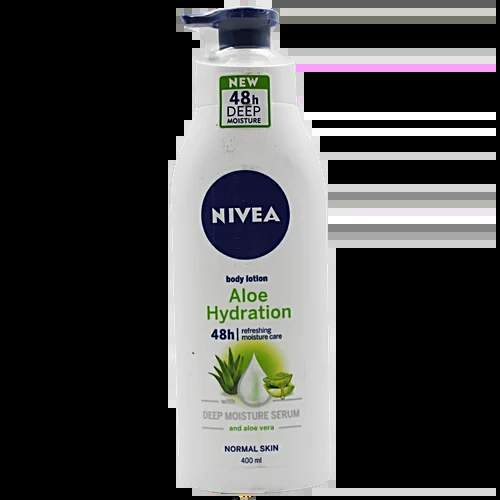 NEW
48h
DEEP
MOISTURE
NIVEA
body lotion
Aloe
Hydration
48h | refreshing
moisture care
with
DEEP MOISTURE SERUM
and aloe vera
NORMAL SKIN
400 ml